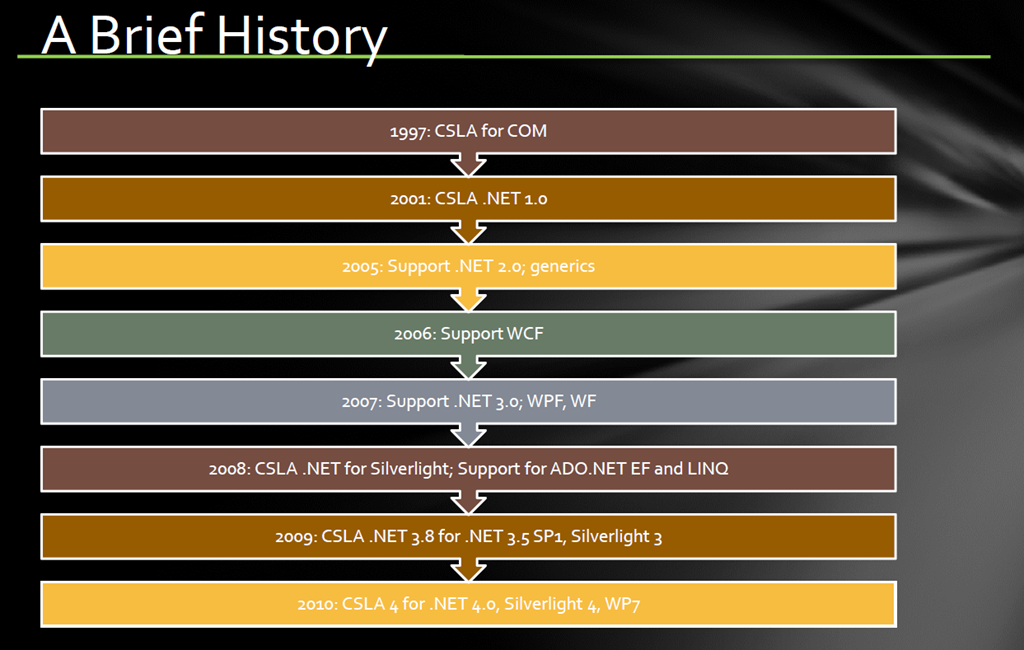 A Brief History
1997: CSLA for COM
2001: CSLA .NET 1.0
2005: Support .NET 2.0; generics
2006: Support WCF
2007: Support .NET 3.0; WPF, WF
2008: CSLA .NET for Silverlight; Support for ADO.NET EF and LINQ
2009: CSLA .NET 3.8 for .NET 3.5 SP1, Silverlight 3
2010: CSLA 4 for .NET 4.0, Silverlight 4, WP7